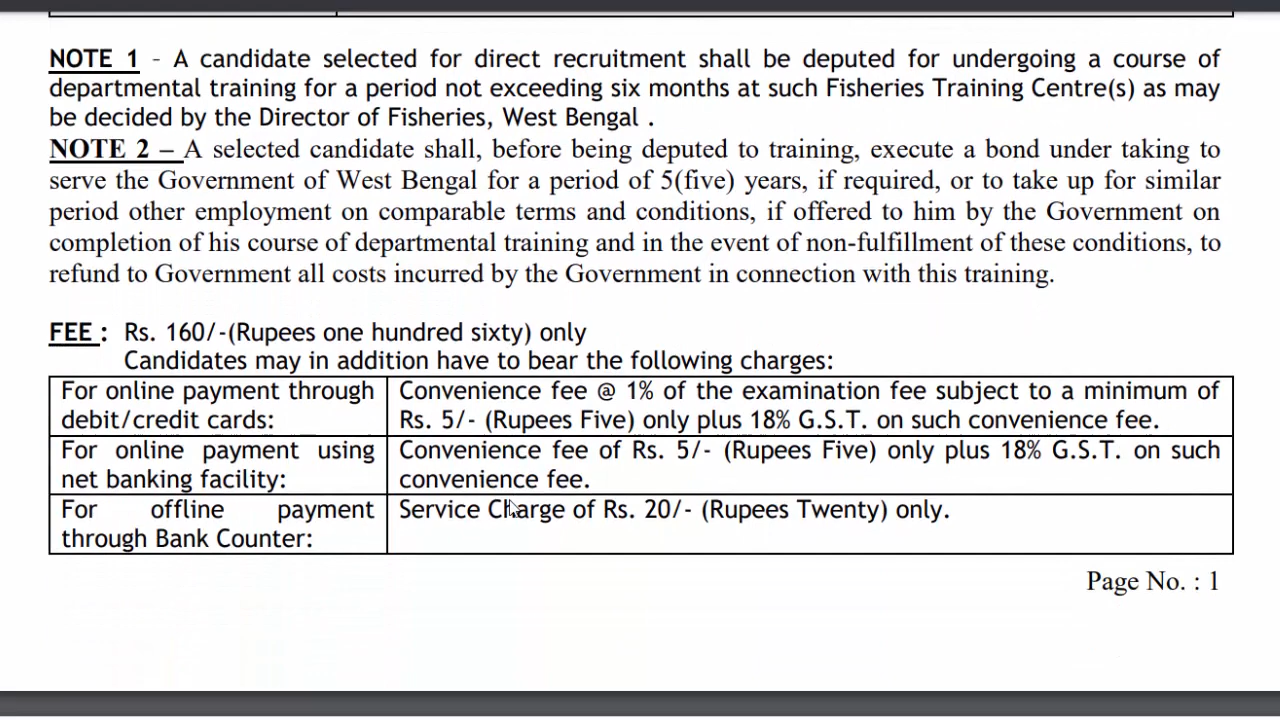 NOTE 1 - A candidate selected for direct recruitment shall be deputed for undergoing a course of
departmental training for a period not exceeding six months at such Fisheries Training Centre(s) as may
be decided by the Director of Fisheries, West Bengal .
NOTE 2 – A selected candidate shall, before being deputed to training, execute a bond under taking to
serve the Government of West Bengal for a period of 5(five) years, if required, or to take up for similar
period other employment on comparable terms and conditions, if offered to him by the Government on
completion of his course of departmental training and in the event of non-fulfillment of these conditions, to
refund to Government all costs incurred by the Government in connection with this training.
FEE : Rs. 160/-(Rupees one hundred sixty) only
Candidates may in addition have to bear the following charges:
For online payment through
debit/credit cards:
Convenience fee @ 1% of the examination fee subject to a minimum of
Rs. 5/- (Rupees Five) only plus 18% G.S.T. on such convenience fee.
For online payment using
net banking facility:
Convenience fee of Rs. 5/- (Rupees Five) only plus 18% G.S.T. on such
convenience fee.
For offline payment
through Bank Counter:
Service Charge of Rs. 20/- (Rupees Twenty) only.
Page No. : 1